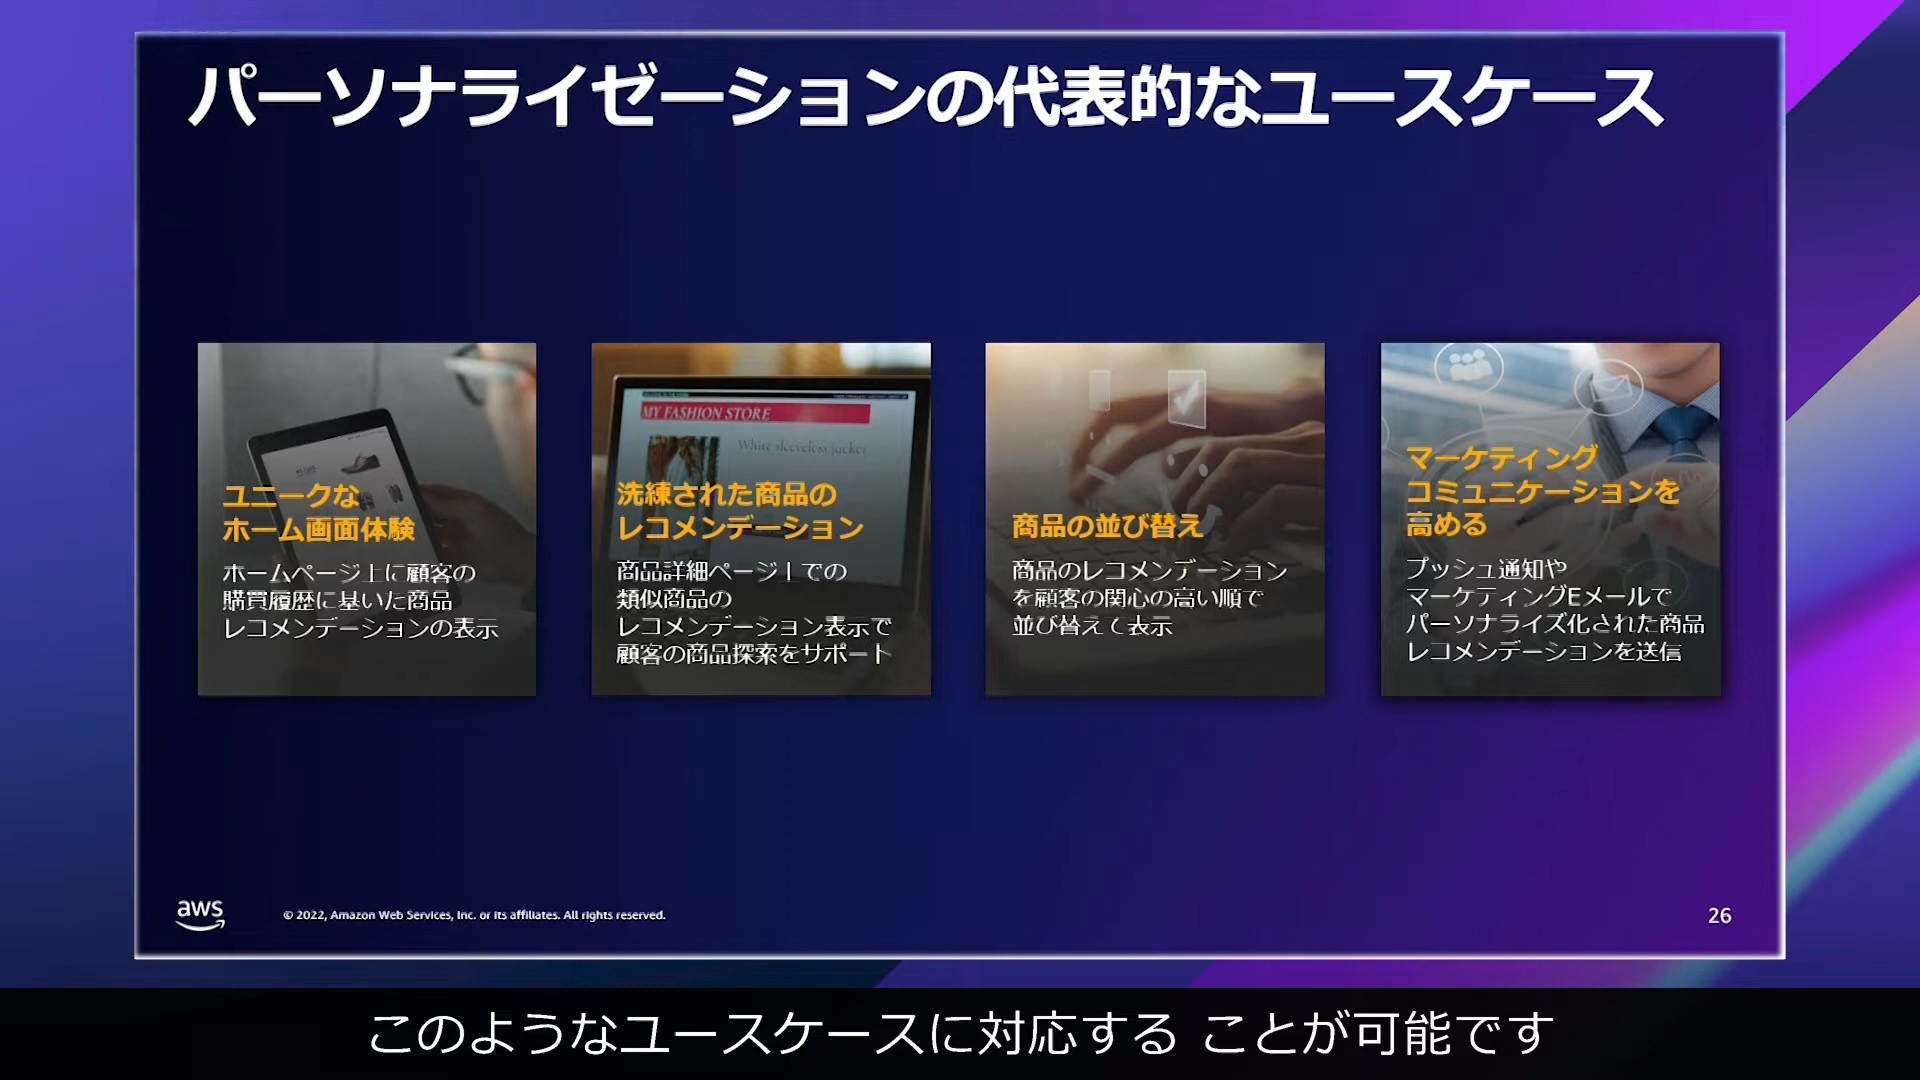 パーソナライゼーションの代表的なユースケース
MY FASHION STORE
White sleeveless jacket
ユニークな
ホーム画面体験
ホームページ上に顧客の
購買履歴に基いた商品
レコメンデーションの表示
洗練された商品の
レコメンデーション
商品詳細ページ上での
類似商品の
レコメンデーション表示で
顧客の商品探索をサポート
商品の並び替え
商品のレコメンデーション
を顧客の関心の高い順で
並び替えて表示
マーケティング
コミュニケーションを
高める
プッシュ通知や
マーケティングEメールで
パーソナライズ化された商品
レコメンデーションを送信
aws
© 2022, Amazon Web Services, Inc. or its affiliates. All rights reserved.
26
このようなユースケースに対応する ことが可能です